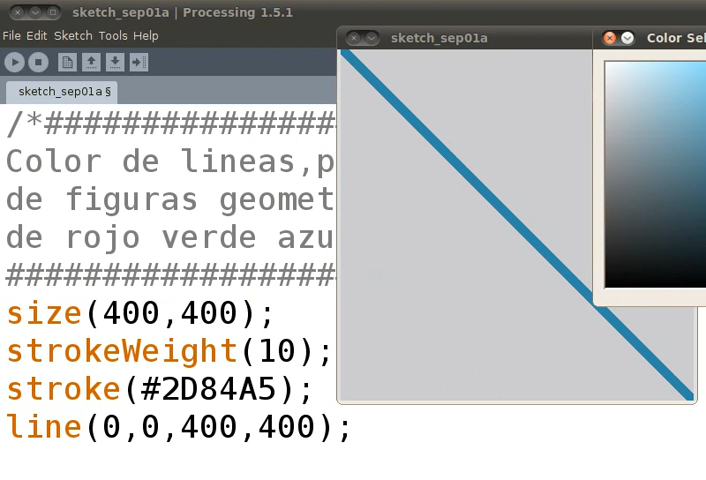 sketch_sep01a | Processing 1.5.1
File Edit Sketch Tools Help
sketch_sep01a §
sketch_sep01a
Color Sel
/*###############
Color de lineas,p
de figuras geomet
de rojo verde azu
#################
size(400,400);
strokeWeight(10);
stroke(#2D84A5);
line(0,0,400,400);